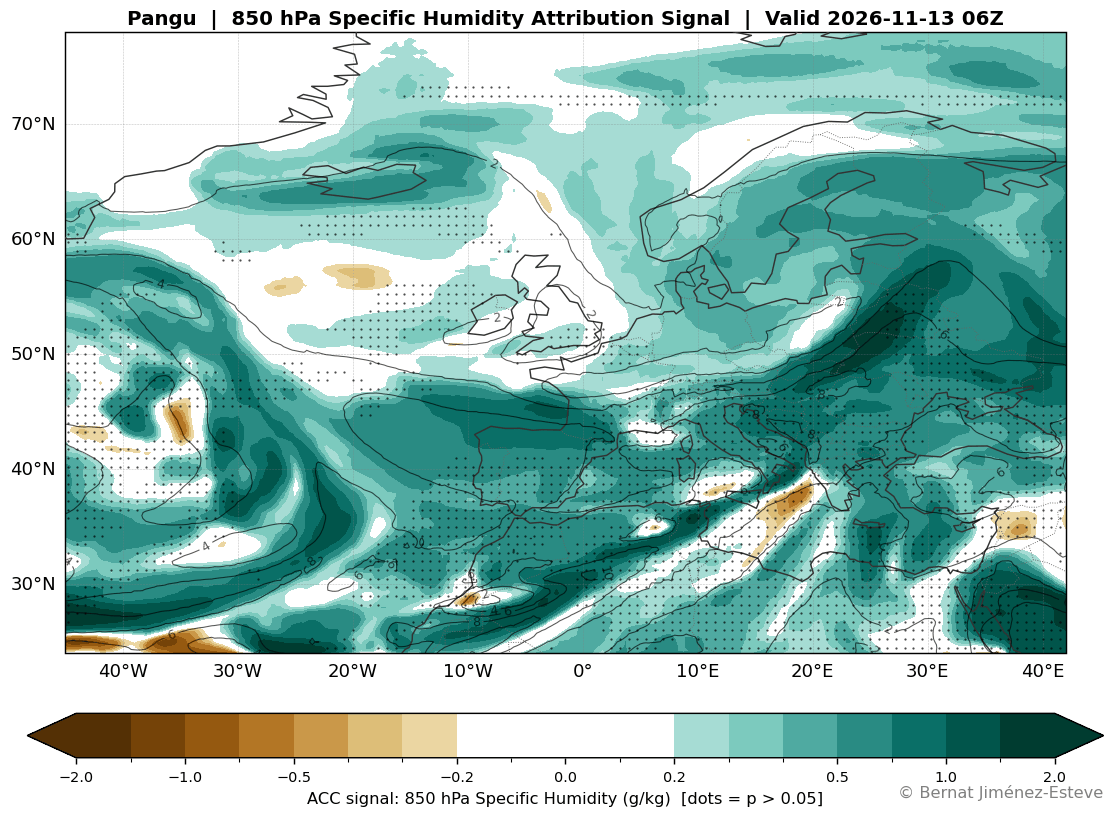 Pangu | 850 hPa Specific Humidity Attribution Signal | Valid 2026-11-13 06Z
70°N
60°N
50°N
40°N
30°N
40°W 30°W 20°W 10°W 0° 10°E 20°E 30°E 40°E
−2.0 −1.0 −0.5 −0.2 0.0 0.2 0.5 1.0 2.0
ACC signal: 850 hPa Specific Humidity (g/kg) [dots = p > 0.05]
© Bernat Jiménez-Esteve